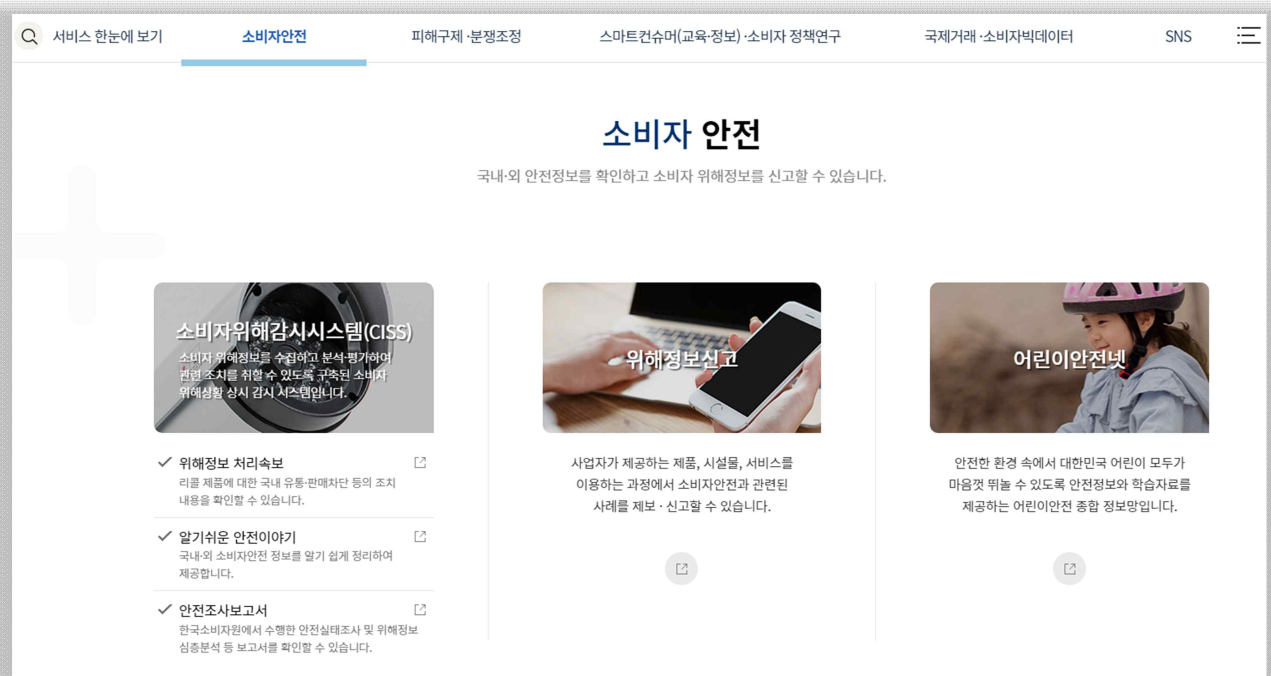 서비스 한눈에 보기
소비자안전
피해구제 ·분쟁조정
스마트컨슈머(교육·정보) ·소비자 정책연구
국제거래 ·소비자빅데이터
SNS
소비자 안전
국내·외 안전정보를 확인하고 소비자 위해정보를 신고할 수 있습니다.
소비자위해감시시스템(CISS)
소비자 위해정보를 수집하고 분석·평가하여
관련 조치를 취할 수 있도록 구축된 소비자
위해상황 상시 감시 시스템입니다.
위해정보 처리속보
리콜 제품에 대한 국내 유통·판매차단 등의 조치
내용을 확인할 수 있습니다.
알기쉬운 안전이야기
국내·외 소비자안전 정보를 알기 쉽게 정리하여
제공합니다.
안전조사보고서
한국소비자원에서 수행한 안전실태조사 및 위해정보
심층분석 등 보고서를 확인할 수 있습니다.
위해정보신고
사업자가 제공하는 제품, 시설물, 서비스를
이용하는 과정에서 소비자안전과 관련된
사례를 제보 · 신고할 수 있습니다.
어린이안전넷
안전한 환경 속에서 대한민국 어린이 모두가
마음껏 뛰놀 수 있도록 안전정보와 학습자료를
제공하는 어린이안전 종합 정보망입니다.